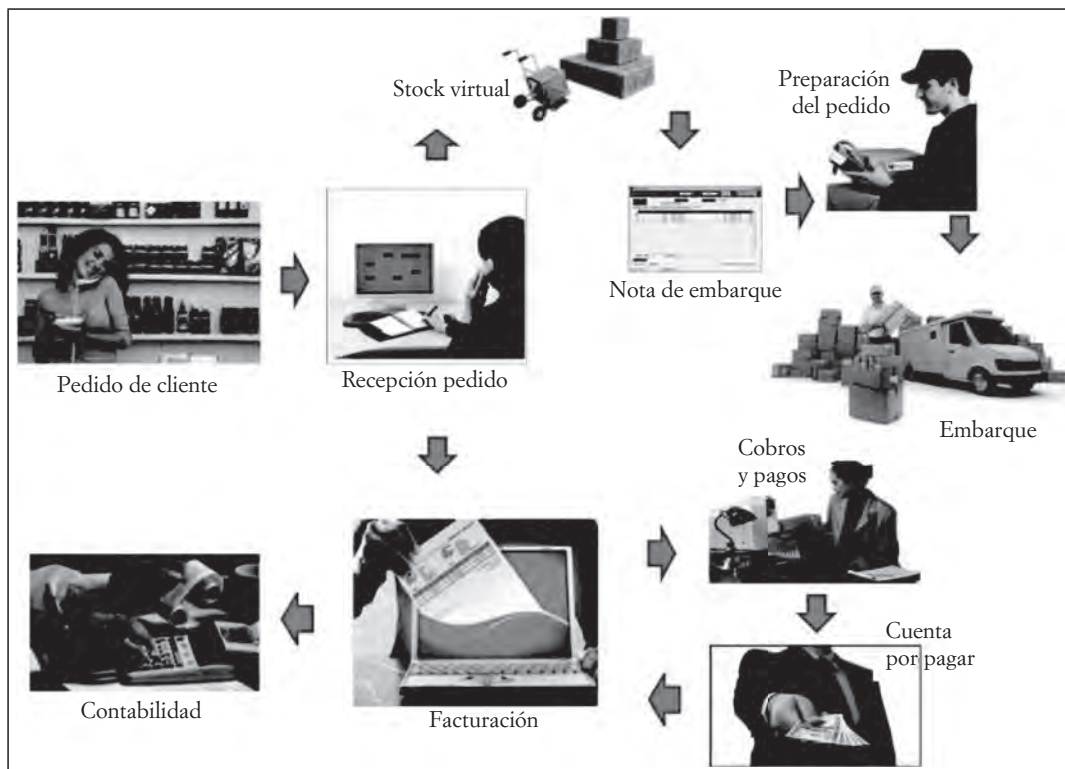 Stock virtual
Preparación
del pedido
Nota de embarque
Pedido de cliente
Recepción pedido
Embarque
Cobros
y pagos
Cuenta
por pagar
Contabilidad
Facturación